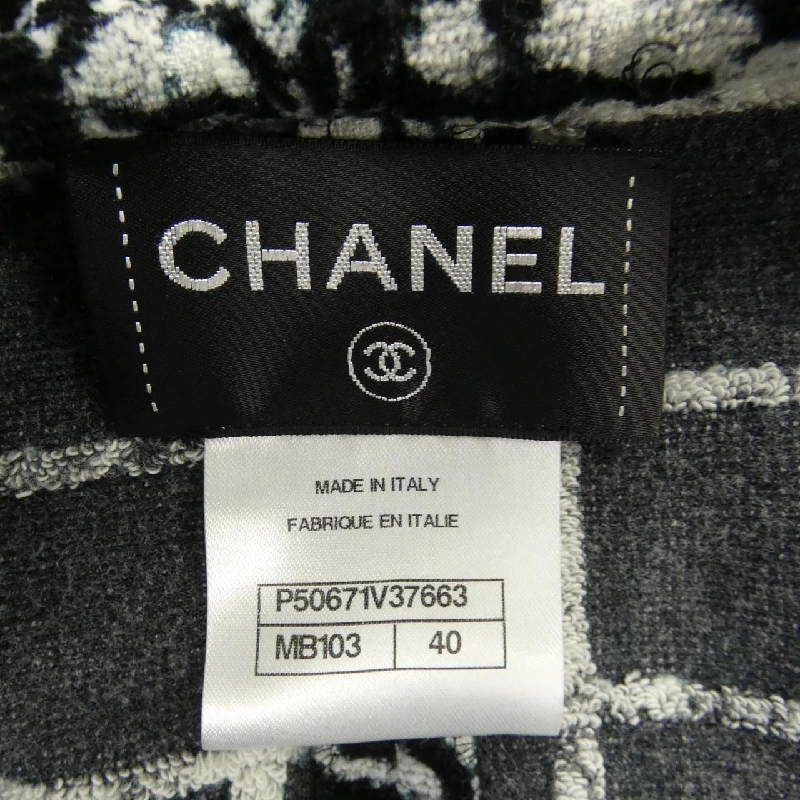 CHANEL
MADE IN ITALY
FABRIQUE EN ITALIE
P50671V37663
MB103 40